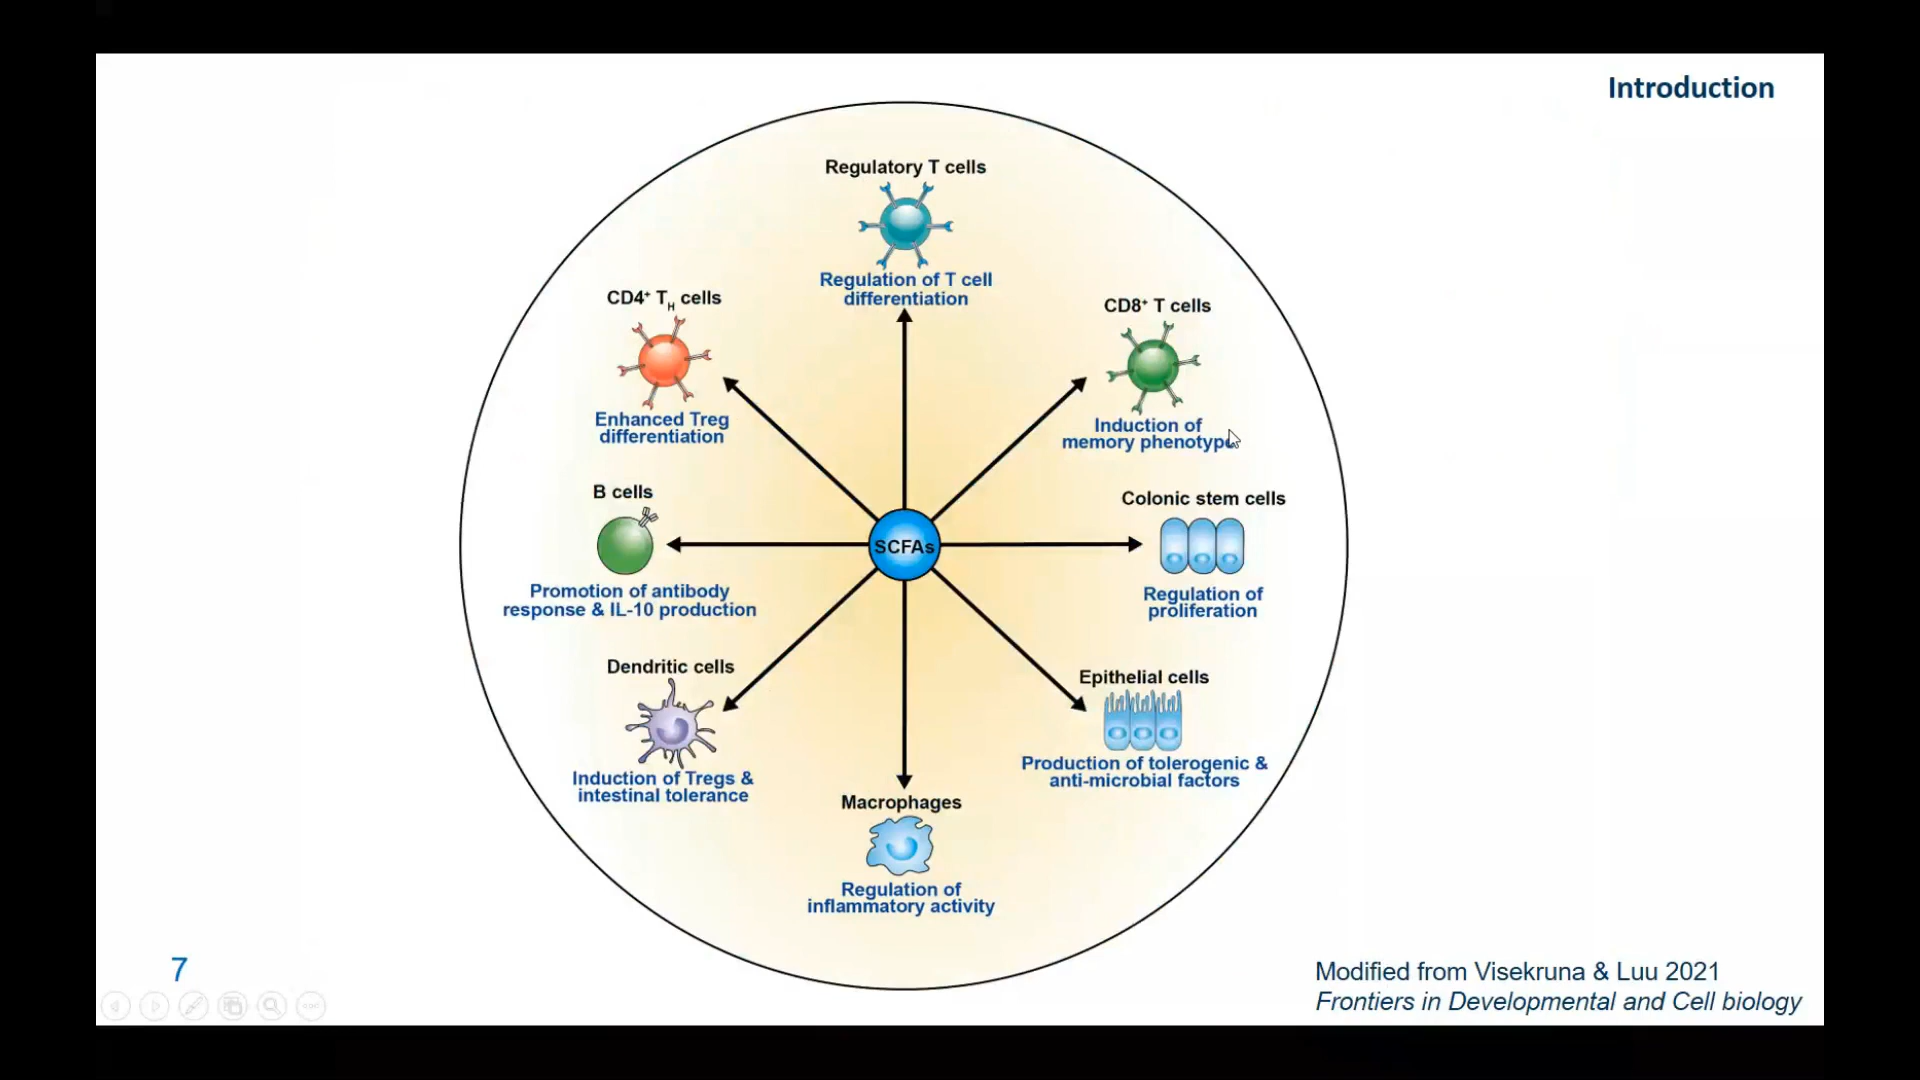 Introduction
Regulatory T cells
Regulation of T cell
differentiation
CD4⁺ T_H cells
Enhanced Treg
differentiation
CD8⁺ T cells
Induction of
memory phenotype
B cells
Promotion of antibody
response & IL-10 production
SCFAs
Colonic stem cells
Regulation of
proliferation
Dendritic cells
Induction of Tregs &
intestinal tolerance
Epithelial cells
Production of tolerogenic &
anti-microbial factors
Macrophages
Regulation of
inflammatory activity
7
Modified from Visekruna & Luu 2021
Frontiers in Developmental and Cell biology